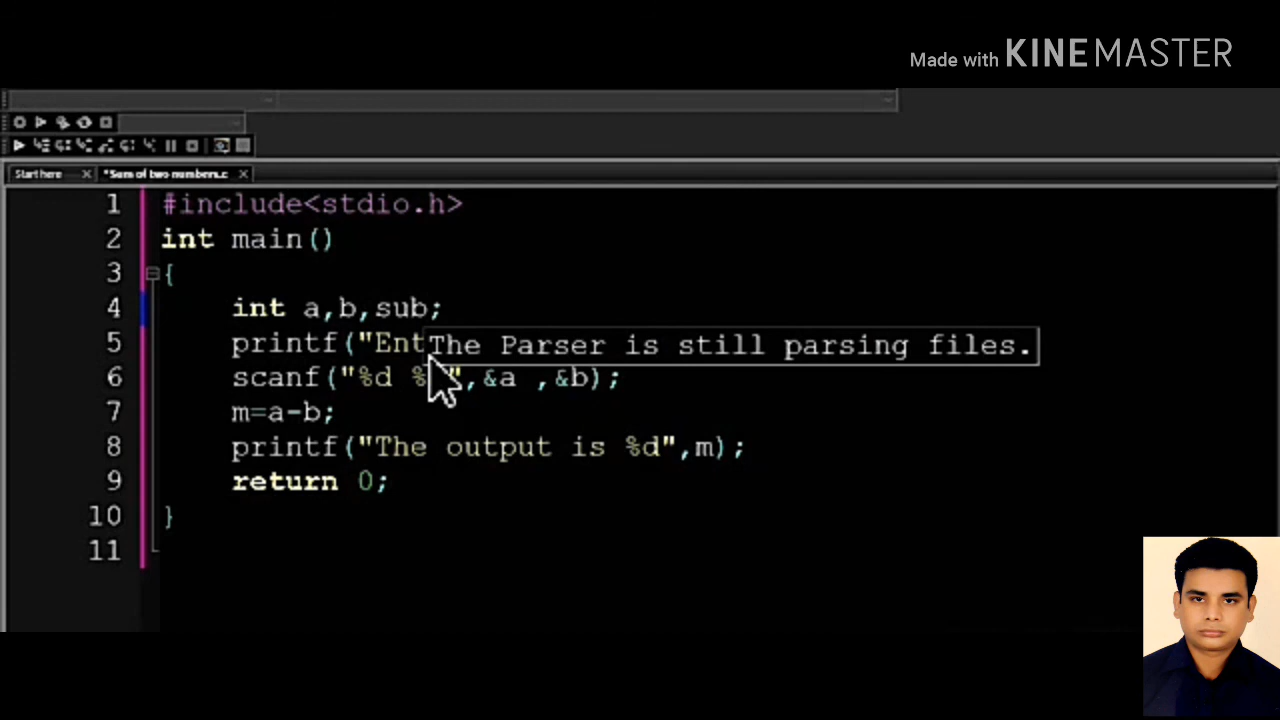 Made with KINEMASTER
Start here *Sum of two numbers.c
1 #include<stdio.h>
2 int main()
3 {
4 int a,b,sub;
5 printf("Ent
The Parser is still parsing files.
6 scanf("%d % ",&a ,&b);
7 m=a-b;
8 printf("The output is %d",m);
9 return 0;
10 }
11